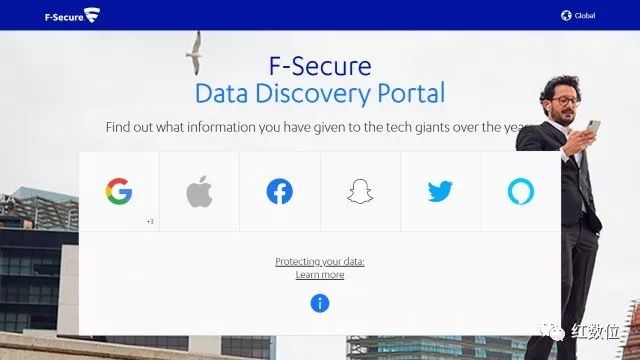 F-Secure
Global
F-Secure
Data Discovery Portal
Find out what information you have given to the tech giants over the years
+3
Protecting your data:
Learn more
红数位